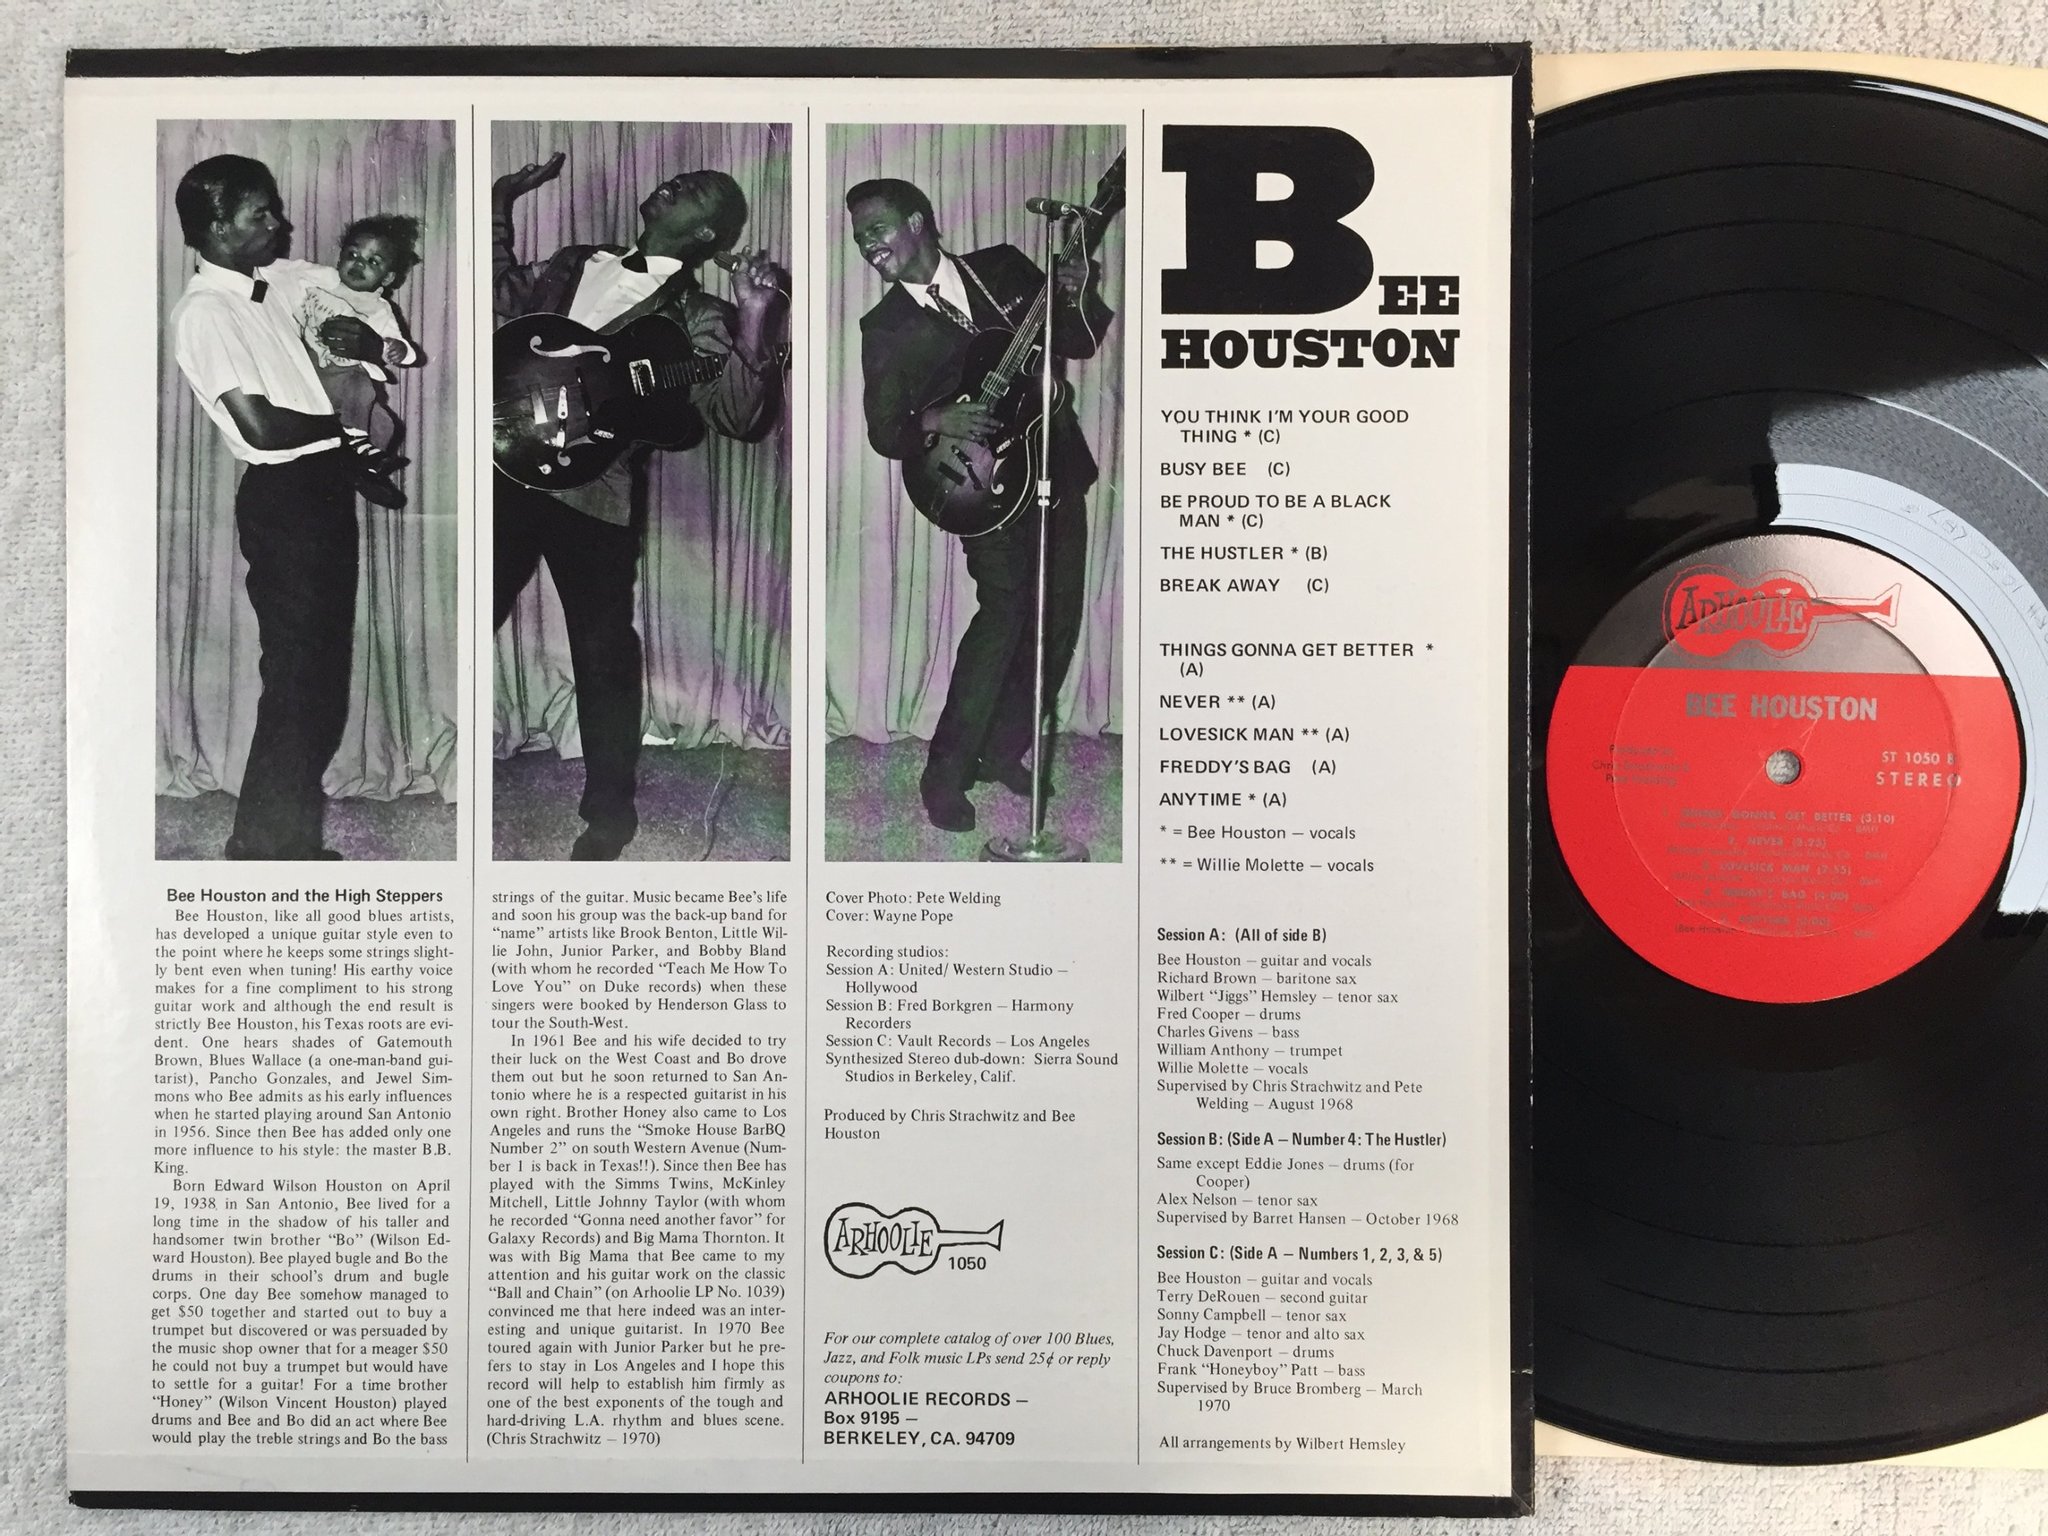 Bee Houston and the High Steppers
Bee Houston, like all good blues artists,
has developed a unique guitar style even to
the point where he keeps some strings slight-
ly bent even when tuning! His earthy voice
makes for a fine compliment to his strong
guitar work and although the end result is
strictly Bee Houston, his Texas roots are evi-
dent. One hears shades of Gatemouth
Brown, Blues Wallace (a one-man-band gui-
tarist), Pancho Gonzales, and Jewel Sim-
mons who Bee admits as his early influences
when he started playing around San Antonio
in 1956. Since then Bee has added only one
more influence to his style: the master B.B.
King.
Born Edward Wilson Houston on April
19, 1938 in San Antonio, Bee lived for a
long time in the shadow of his taller and
handsomer twin brother "Bo" (Wilson Ed-
ward Houston). Bee played bugle and Bo the
drums in their school's drum and bugle
corps. One day Bee somehow managed to
get $50 together and started out to buy a
trumpet but discovered or was persuaded by
the music shop owner that for a meager $50
he could not buy a trumpet but would have
to settle for a guitar! For a time brother
"Honey" (Wilson Vincent Houston) played
drums and Bee and Bo did an act where Bee
would play the treble strings and Bo the bass
strings of the guitar. Music became Bee's life
and soon his group was the back-up band for
"name" artists like Brook Benton, Little Wil-
lie John, Junior Parker, and Bobby Bland
(with whom he recorded "Teach Me How To
Love You" on Duke records) when these
singers were booked by Henderson Glass to
tour the South-West.
In 1961 Bee and his wife decided to try
their luck on the West Coast and Bo drove
them out but he soon returned to San An-
tonio where he is a respected guitarist in his
own right. Brother Honey also came to Los
Angeles and runs the "Smoke House BarBQ
Number 2" on south Western Avenue (Num-
ber 1 is back in Texas!!). Since then Bee has
played with the Simms Twins, McKinley
Mitchell, Little Johnny Taylor (with whom
he recorded "Gonna need another favor" for
Galaxy Records) and Big Mama Thornton. It
was with Big Mama that Bee came to my
attention and his guitar work on the classic
"Ball and Chain" (on Arhoolie LP No. 1039)
convinced me that here indeed was an inter-
esting and unique guitarist. In 1970 Bee
toured again with Junior Parker but he pre-
fers to stay in Los Angeles and I hope this
record will help to establish him firmly as
one of the best exponents of the tough and
hard-driving L.A. rhythm and blues scene.
(Chris Strachwitz – 1970)
Cover Photo: Pete Welding
Cover: Wayne Pope
Recording studios:
Session A: United/ Western Studio –
Hollywood
Session B: Fred Borkgren – Harmony
Recorders
Session C: Vault Records – Los Angeles
Synthesized Stereo dub-down: Sierra Sound
Studios in Berkeley, Calif.
Produced by Chris Strachwitz and Bee
Houston
ARHOOLIE
1050
For our complete catalog of over 100 Blues,
Jazz, and Folk music LPs send 25¢ or reply
coupons to:
ARHOOLIE RECORDS –
Box 9195 –
BERKELEY, CA. 94709
BEE
HOUSTON
YOU THINK I'M YOUR GOOD
THING * (C)
BUSY BEE (C)
BE PROUD TO BE A BLACK
MAN * (C)
THE HUSTLER * (B)
BREAK AWAY (C)
THINGS GONNA GET BETTER *
(A)
NEVER ** (A)
LOVESICK MAN ** (A)
FREDDY'S BAG (A)
ANYTIME * (A)
* = Bee Houston – vocals
** = Willie Molette – vocals
Session A: (All of side B)
Bee Houston – guitar and vocals
Richard Brown – baritone sax
Wilbert "Jiggs" Hemsley – tenor sax
Fred Cooper – drums
Charles Givens – bass
William Anthony – trumpet
Willie Molette – vocals
Supervised by Chris Strachwitz and Pete
Welding – August 1968
Session B: (Side A – Number 4: The Hustler)
Same except Eddie Jones – drums (for
Cooper)
Alex Nelson – tenor sax
Supervised by Barret Hansen – October 1968
Session C: (Side A – Numbers 1, 2, 3, & 5)
Bee Houston – guitar and vocals
Terry DeRouen – second guitar
Sonny Campbell – tenor sax
Jay Hodge – tenor and alto sax
Chuck Davenport – drums
Frank "Honeyboy" Patt – bass
Supervised by Bruce Bromberg – March
1970
All arrangements by Wilbert Hemsley
ARHOOLIE
BEE HOUSTON
ST 1050 B
STEREO
GONNA GET BETTER (3:10)
2. NEVER
LOVESICK MAN
BAG (4:00)
(Bee Houston